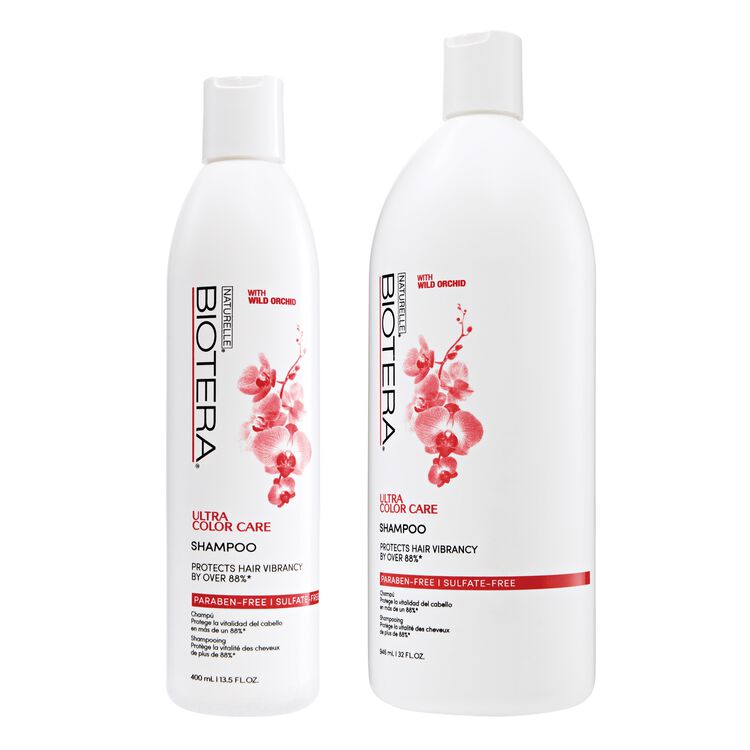 WITH
WILD ORCHID
NATURELLE®
BIOTERA®
ULTRA
COLOR CARE
SHAMPOO
PROTECTS HAIR VIBRANCY
BY OVER 88%*
PARABEN-FREE | SULFATE-FREE
Champú
Protege la vitalidad del cabello
en más de un 88%*
Shampooing
Protège la vitalité des cheveux
de plus de 88%*
400 mL | 13.5 FL.OZ.
WITH
WILD ORCHID
NATURELLE®
BIOTERA®
ULTRA
COLOR CARE
SHAMPOO
PROTECTS HAIR VIBRANCY
BY OVER 88%*
PARABEN-FREE | SULFATE-FREE
Champú
Protege la vitalidad del cabello
en más de un 88%*
Shampooing
Protège la vitalité des cheveux
de plus de 88%*
946 mL | 32 FL.OZ.